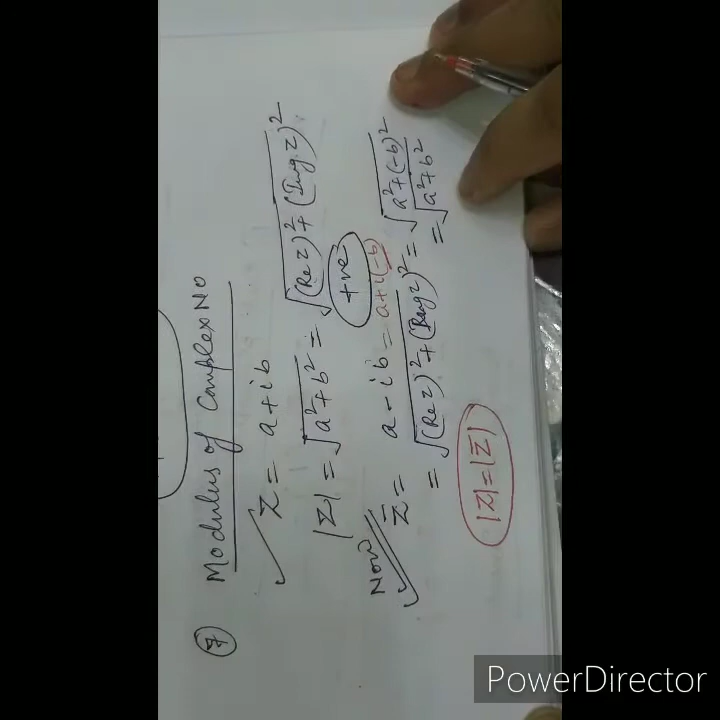 ⑦ Modulus of Complex No
z = a + ib
|z| = √a²+b² = √(Re z)² + (Img. z)²
+ve
Now
z̄ = a - ib = a+i(-b)
= √(Re z)² + (Img z)² = √a²+(-b)²
= √a²+b²
|z|=|z̄|
PowerDirector